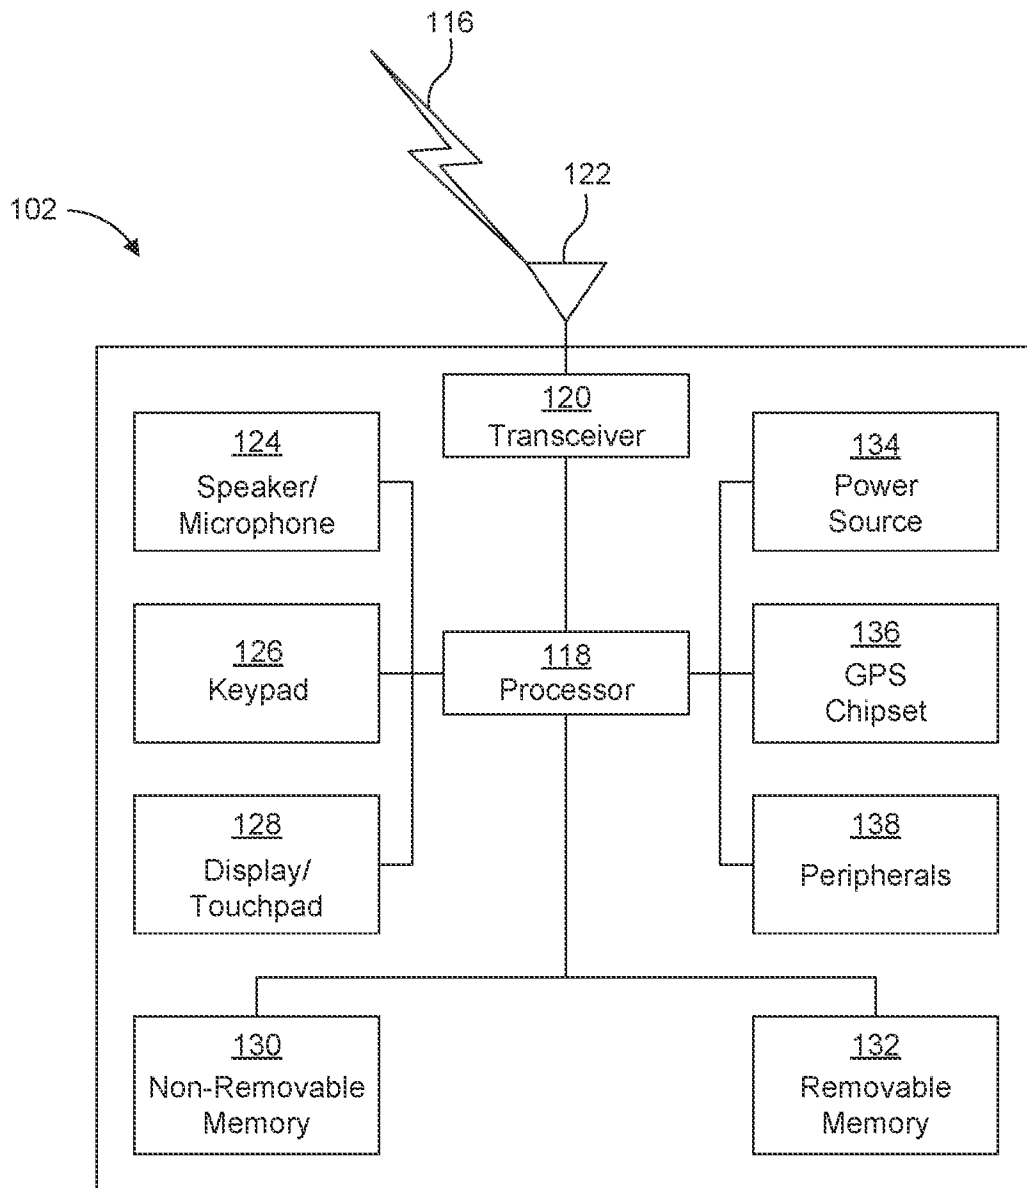 116
122
102
120
Transceiver
124
Speaker/
Microphone
134
Power
Source
126
Keypad
118
Processor
136
GPS
Chipset
128
Display/
Touchpad
138
Peripherals
130
Non-Removable
Memory
132
Removable
Memory